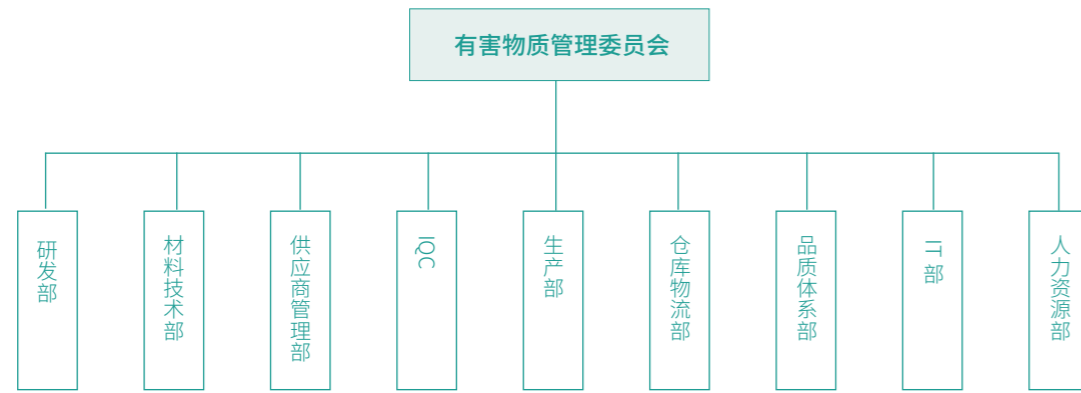 有害物质管理委员会
研发部
材料技术部
供应商管理部
IQC
生产部
仓库物流部
品质体系部
IT部
人力资源部